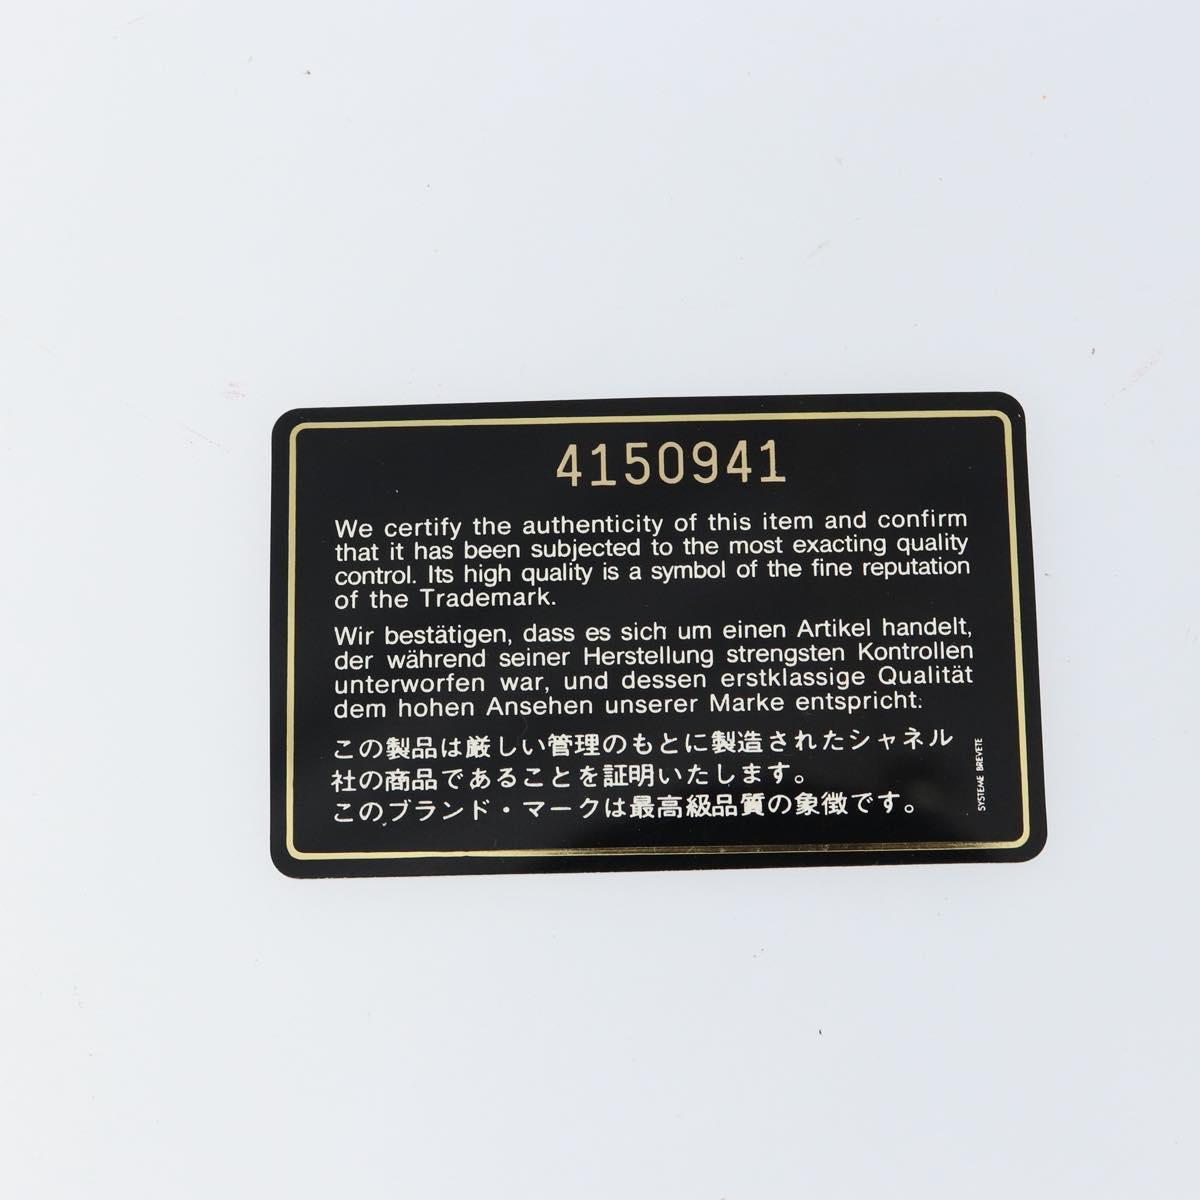 4150941
We certify the authenticity of this item and confirm
that it has been subjected to the most exacting quality
control. Its high quality is a symbol of the fine reputation
of the Trademark.
Wir bestätigen, dass es sich um einen Artikel handelt,
der während seiner Herstellung strengsten Kontrollen
unterworfen war, und dessen erstklassige Qualität
dem hohen Ansehen unserer Marke entspricht.
この製品は厳しい管理のもとに製造されたシャネル
社の商品であることを証明いたします。
このブランド・マークは最高級品質の象徴です。
SYSTEME BREVETE